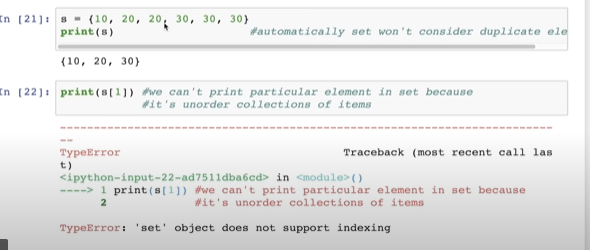 In [21]: s = {10, 20, 20, 30, 30, 30}
print(s) #automatically set won't consider duplicate ele
{10, 20, 30}
In [22]: print(s[1]) #we can't print particular element in set because
#it's unorder collections of items
---------------------------------------------------------------------------
TypeError Traceback (most recent call las
t)
<ipython-input-22-ad7511dba6cd> in <module>()
----> 1 print(s[1]) #we can't print particular element in set because
2 #it's unorder collections of items
TypeError: 'set' object does not support indexing